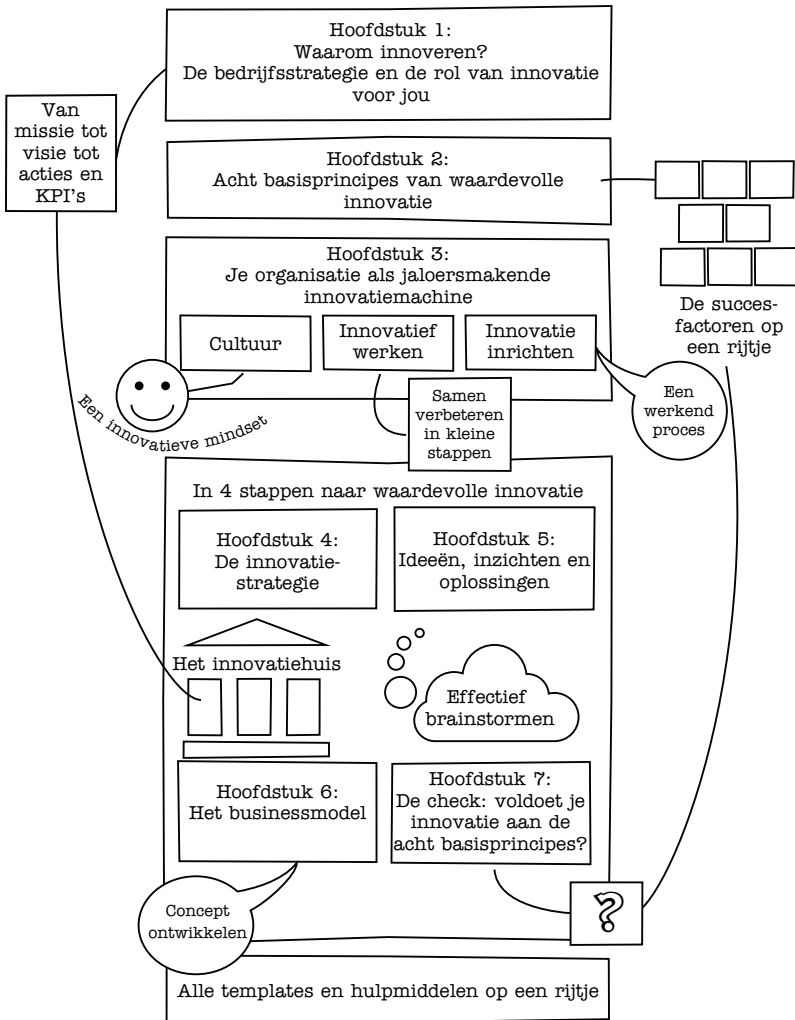 Hoofdstuk 1:
Waarom innoveren?
De bedrijfsstrategie en de rol van innovatie
voor jou
Van
missie tot
visie tot
acties en
KPI's
Hoofdstuk 2:
Acht basisprincipes van waardevolle
innovatie
Hoofdstuk 3:
Je organisatie als jaloersmakende
innovatiemachine
De succes-
factoren op
een rijtje
Cultuur
Innovatief
werken
Innovatie
inrichten
Een innovatieve mindset
Samen
verbeteren
in kleine
stappen
Een
werkend
proces
In 4 stappen naar waardevolle innovatie
Hoofdstuk 4:
De innovatie-
strategie
Hoofdstuk 5:
Ideeën, inzichten en
oplossingen
Het innovatiehuis
Effectief
brainstormen
Hoofdstuk 6:
Het businessmodel
Hoofdstuk 7:
De check: voldoet je
innovatie aan de
acht basisprincipes?
Concept
ontwikkelen
?
Alle templates en hulpmiddelen op een rijtje